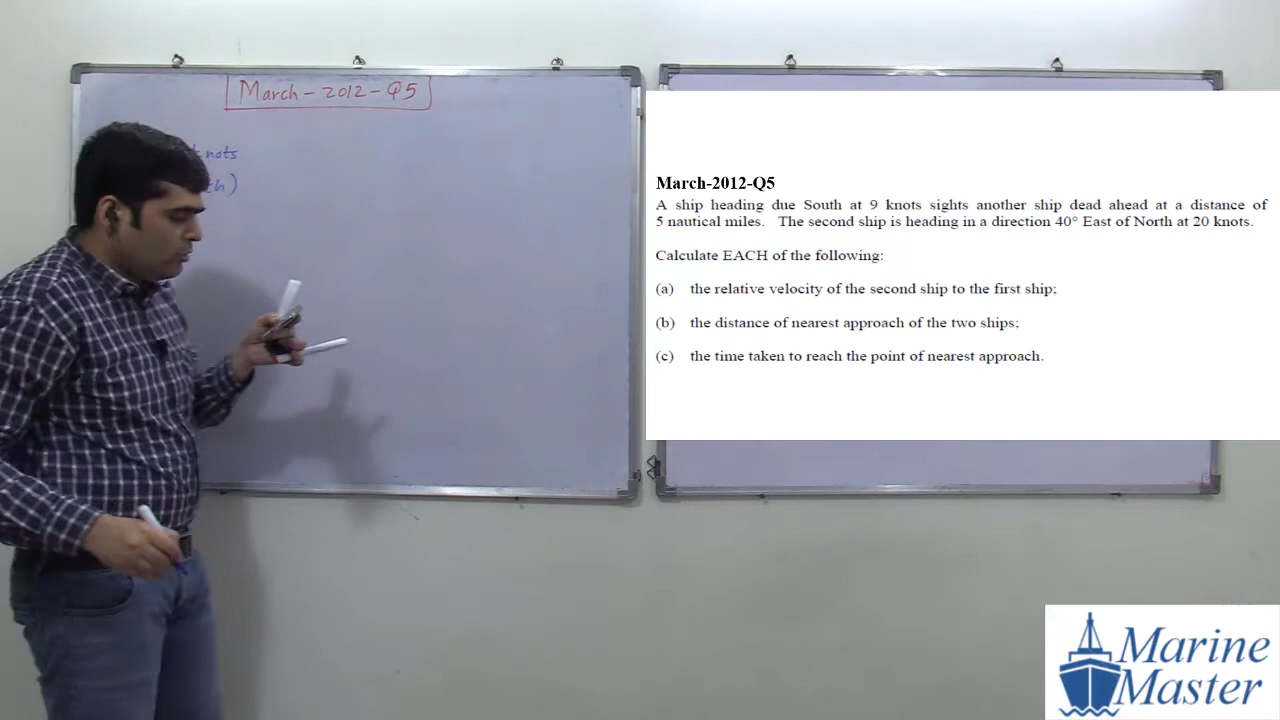 March - 2012 - Q5
knots
March-2012-Q5
A ship heading due South at 9 knots sights another ship dead ahead at a distance of
5 nautical miles. The second ship is heading in a direction 40° East of North at 20 knots.
Calculate EACH of the following:
(a) the relative velocity of the second ship to the first ship;
(b) the distance of nearest approach of the two ships;
(c) the time taken to reach the point of nearest approach.
Marine
Master